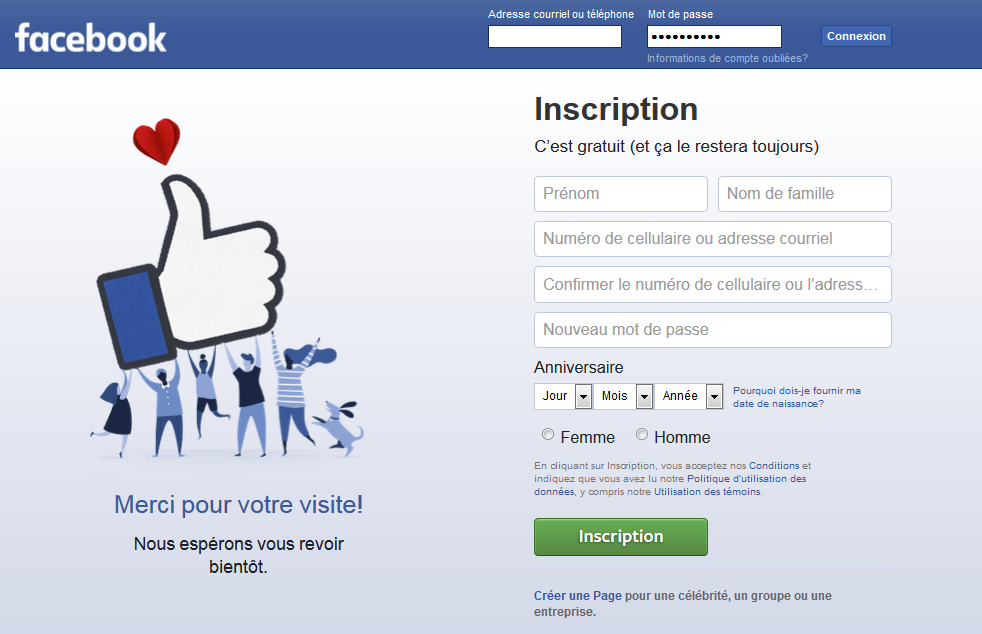 facebook
Adresse courriel ou téléphone
Mot de passe
••••••••••
Connexion
Informations de compte oubliées?
Inscription
C'est gratuit (et ça le restera toujours)
Prénom
Nom de famille
Numéro de cellulaire ou adresse courriel
Confirmer le numéro de cellulaire ou l'adress…
Nouveau mot de passe
Anniversaire
Jour
Mois
Année
Pourquoi dois-je fournir ma
date de naissance?
Femme
Homme
En cliquant sur Inscription, vous acceptez nos Conditions et
indiquez que vous avez lu notre Politique d'utilisation des
données, y compris notre Utilisation des témoins.
Inscription
Créer une Page pour une célébrité, un groupe ou une
entreprise.
Merci pour votre visite!
Nous espérons vous revoir
bientôt.